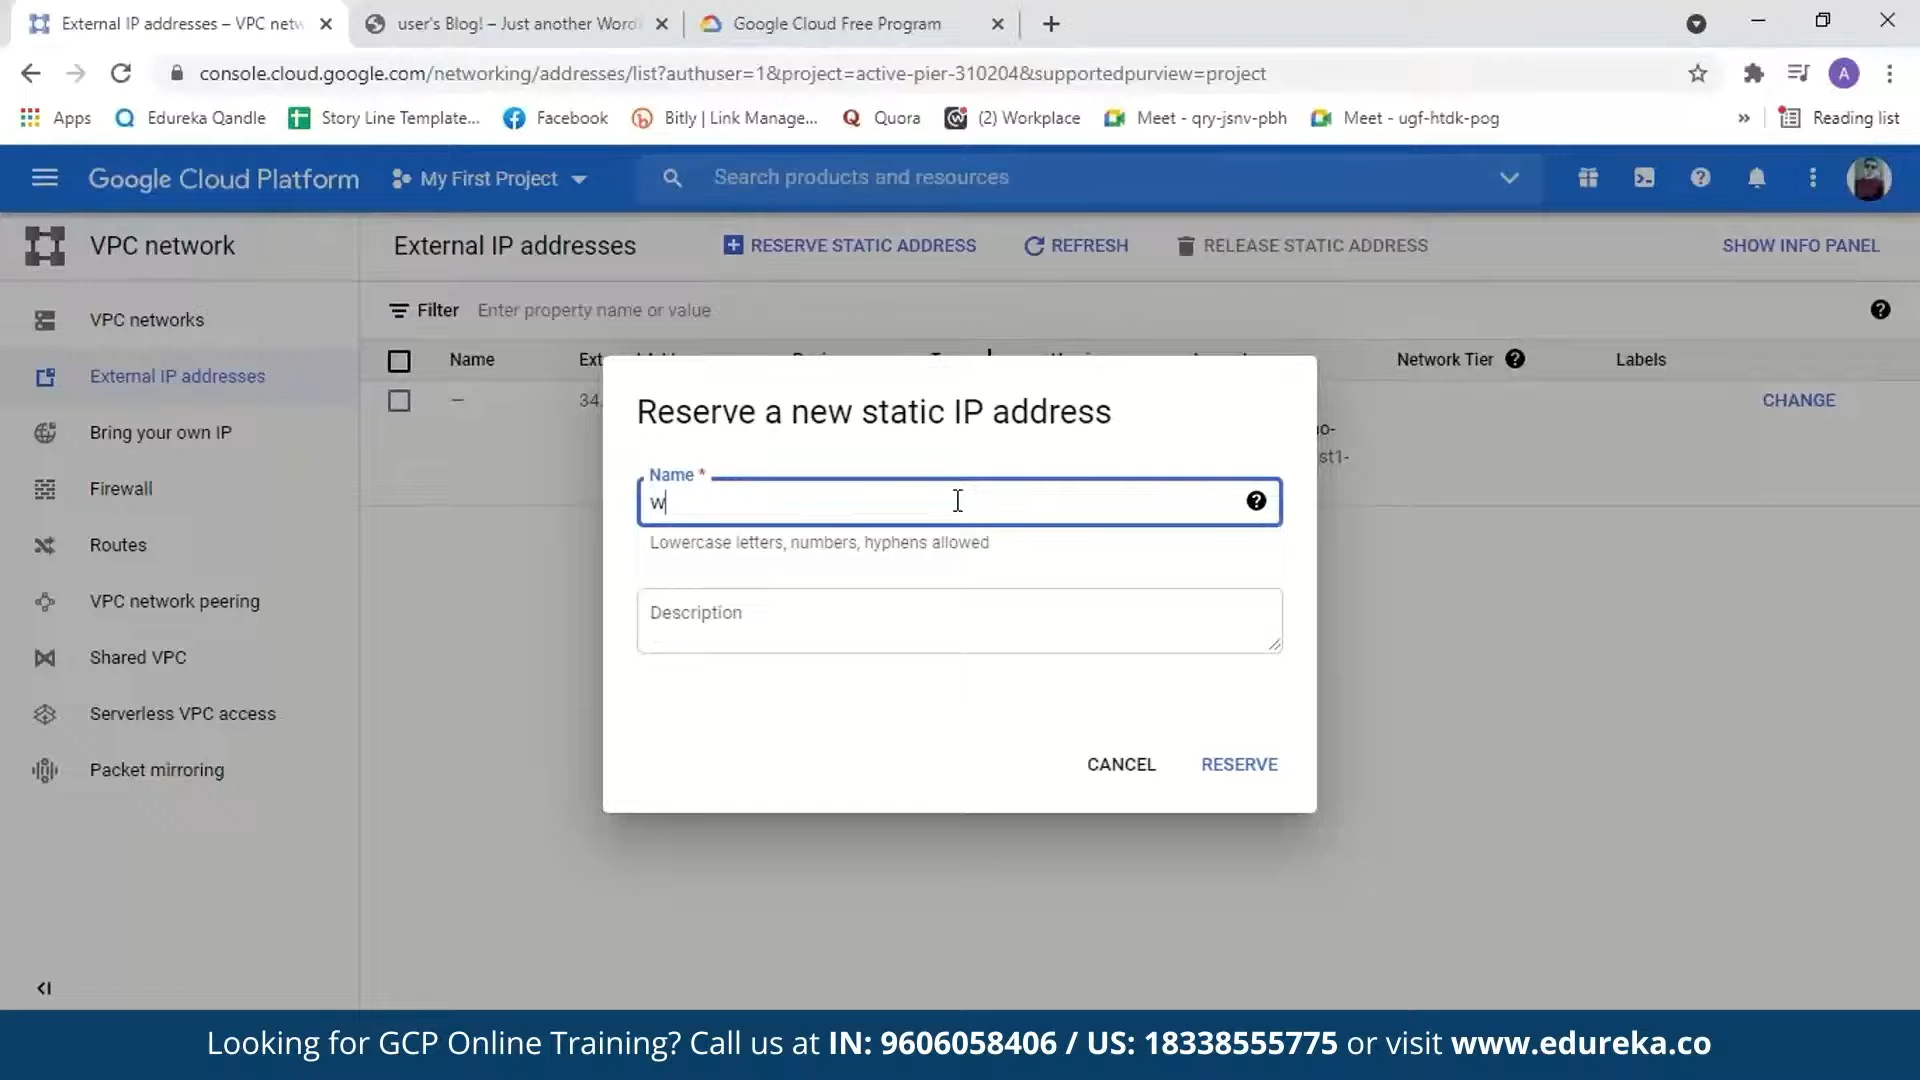 External IP addresses – VPC netw
user's Blog! – Just another Word
Google Cloud Free Program
console.cloud.google.com/networking/addresses/list?authuser=1&project=active-pier-310204&supportedpurview=project
A
Apps
Edureka Qandle
Story Line Template...
Facebook
Bitly | Link Manage...
Quora
(2) Workplace
Meet - qry-jsnv-pbh
Meet - ugf-htdk-pog
»
Reading list
Google Cloud Platform
My First Project
Search products and resources
VPC network
External IP addresses
RESERVE STATIC ADDRESS
REFRESH
RELEASE STATIC ADDRESS
SHOW INFO PANEL
VPC networks
External IP addresses
Bring your own IP
Firewall
Routes
VPC network peering
Shared VPC
Serverless VPC access
Packet mirroring
Filter Enter property name or value
Name
Ext
Network Tier
Labels
–
34.
CHANGE
st1-
Reserve a new static IP address
Name *
w
Lowercase letters, numbers, hyphens allowed
Description
CANCEL
RESERVE
Looking for GCP Online Training? Call us at IN: 9606058406 / US: 18338555775 or visit www.edureka.co